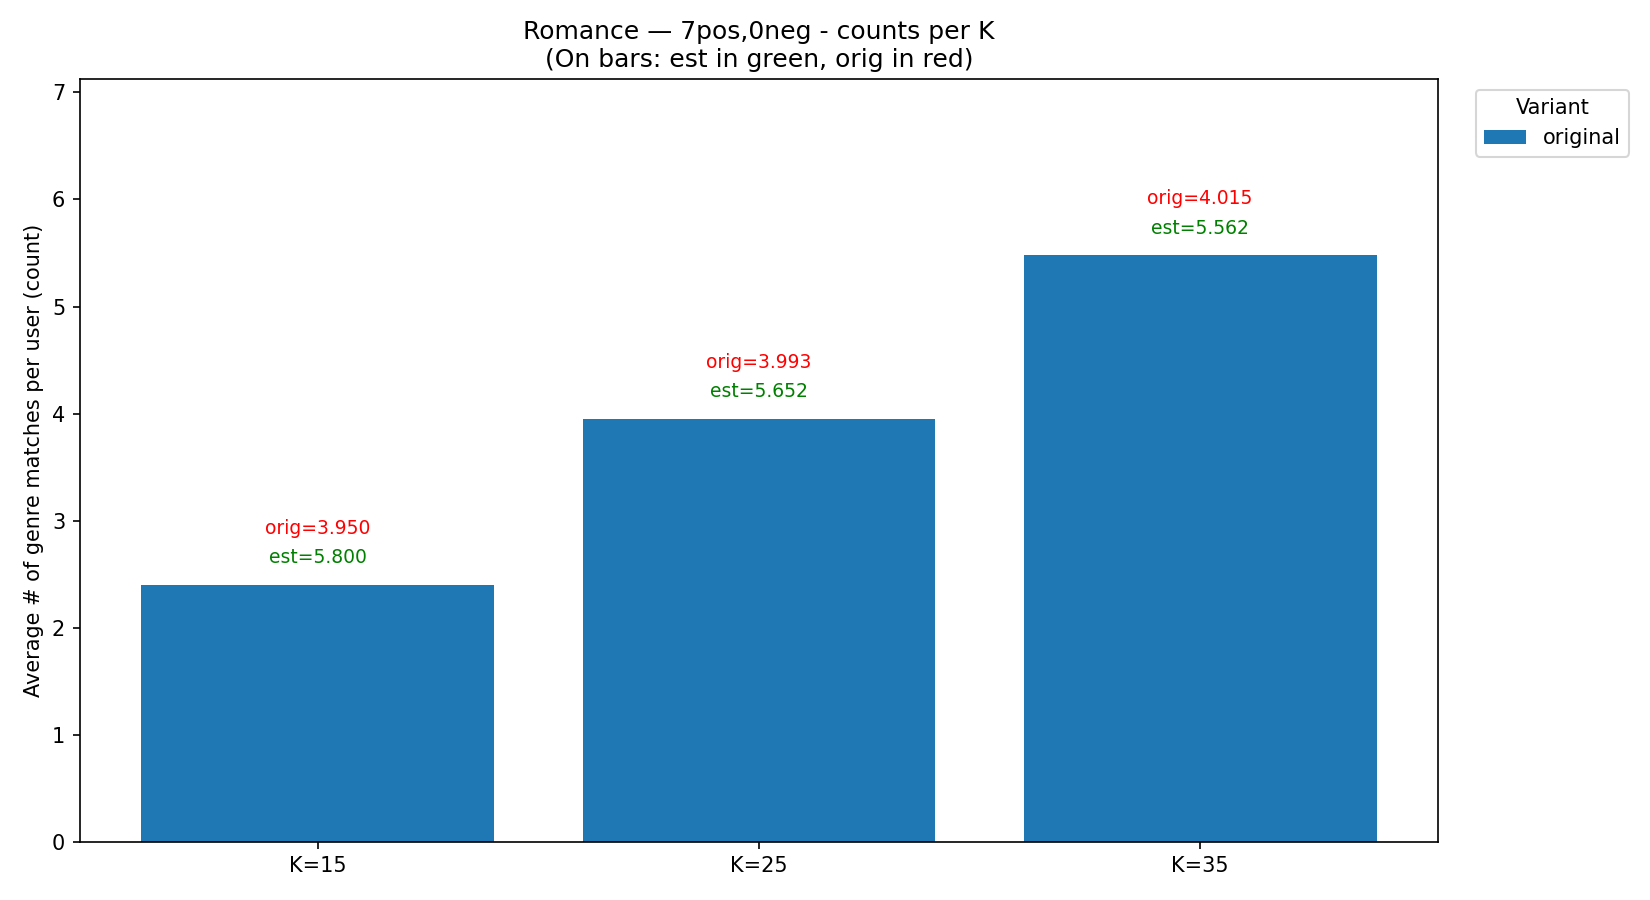 Romance — 7pos,0neg - counts per K
(On bars: est in green, orig in red)
Variant
original
Average # of genre matches per user (count)
7
6
5
4
3
2
1
0
orig=3.950
est=5.800
orig=3.993
est=5.652
orig=4.015
est=5.562
K=15
K=25
K=35